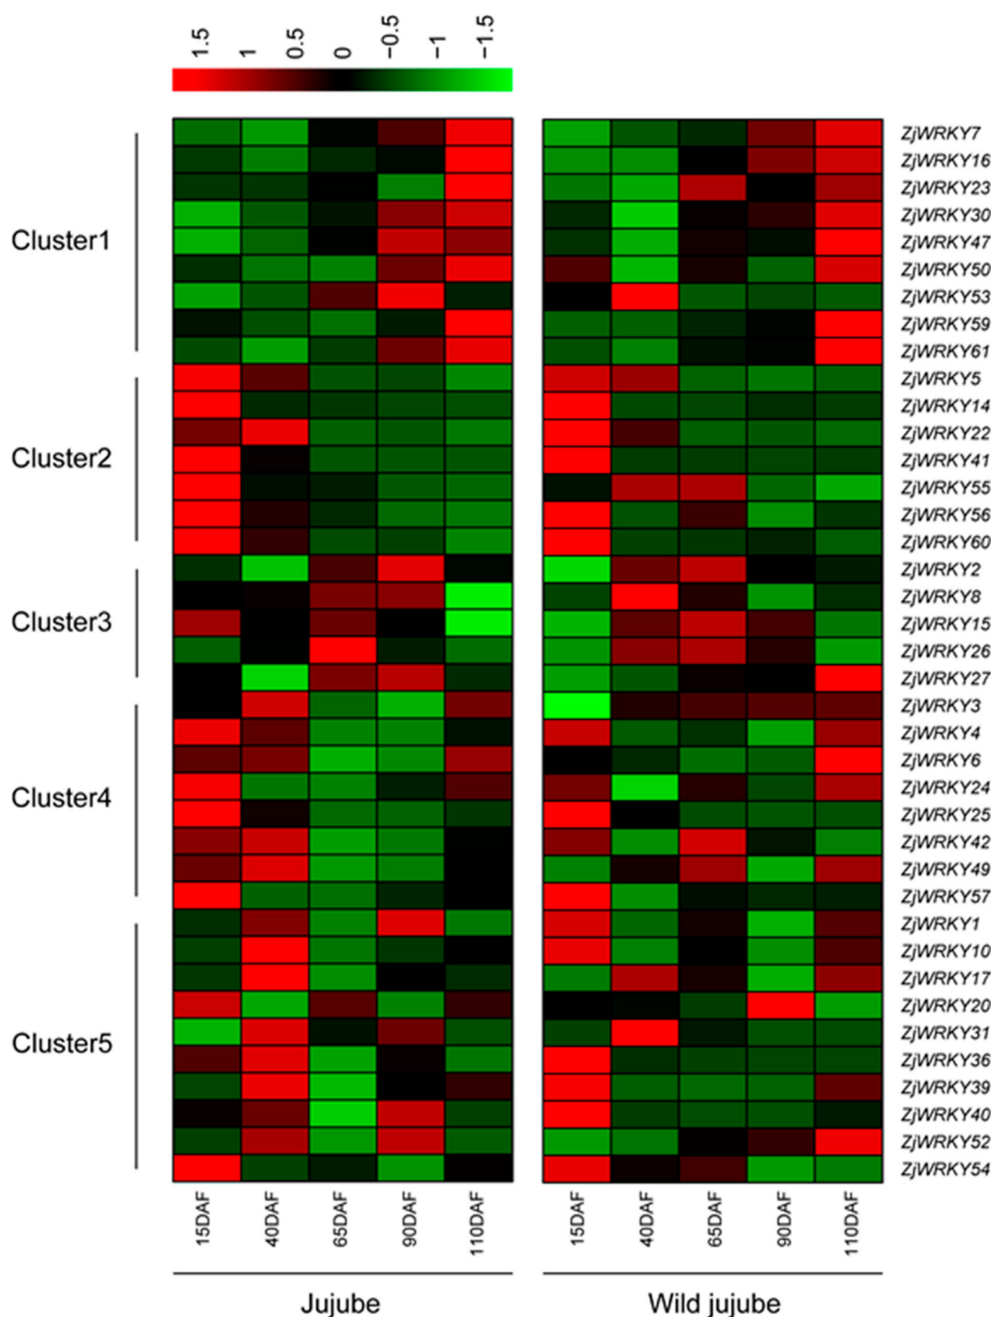 1.5 1 0.5 0 −0.5 −1 −1.5
Cluster1
Cluster2
Cluster3
Cluster4
Cluster5
ZjWRKY7
ZjWRKY16
ZjWRKY23
ZjWRKY30
ZjWRKY47
ZjWRKY50
ZjWRKY53
ZjWRKY59
ZjWRKY61
ZjWRKY5
ZjWRKY14
ZjWRKY22
ZjWRKY41
ZjWRKY55
ZjWRKY56
ZjWRKY60
ZjWRKY2
ZjWRKY8
ZjWRKY15
ZjWRKY26
ZjWRKY27
ZjWRKY3
ZjWRKY4
ZjWRKY6
ZjWRKY24
ZjWRKY25
ZjWRKY42
ZjWRKY49
ZjWRKY57
ZjWRKY1
ZjWRKY10
ZjWRKY17
ZjWRKY20
ZjWRKY31
ZjWRKY36
ZjWRKY39
ZjWRKY40
ZjWRKY52
ZjWRKY54
15DAF 40DAF 65DAF 90DAF 110DAF 15DAF 40DAF 65DAF 90DAF 110DAF
Jujube Wild jujube